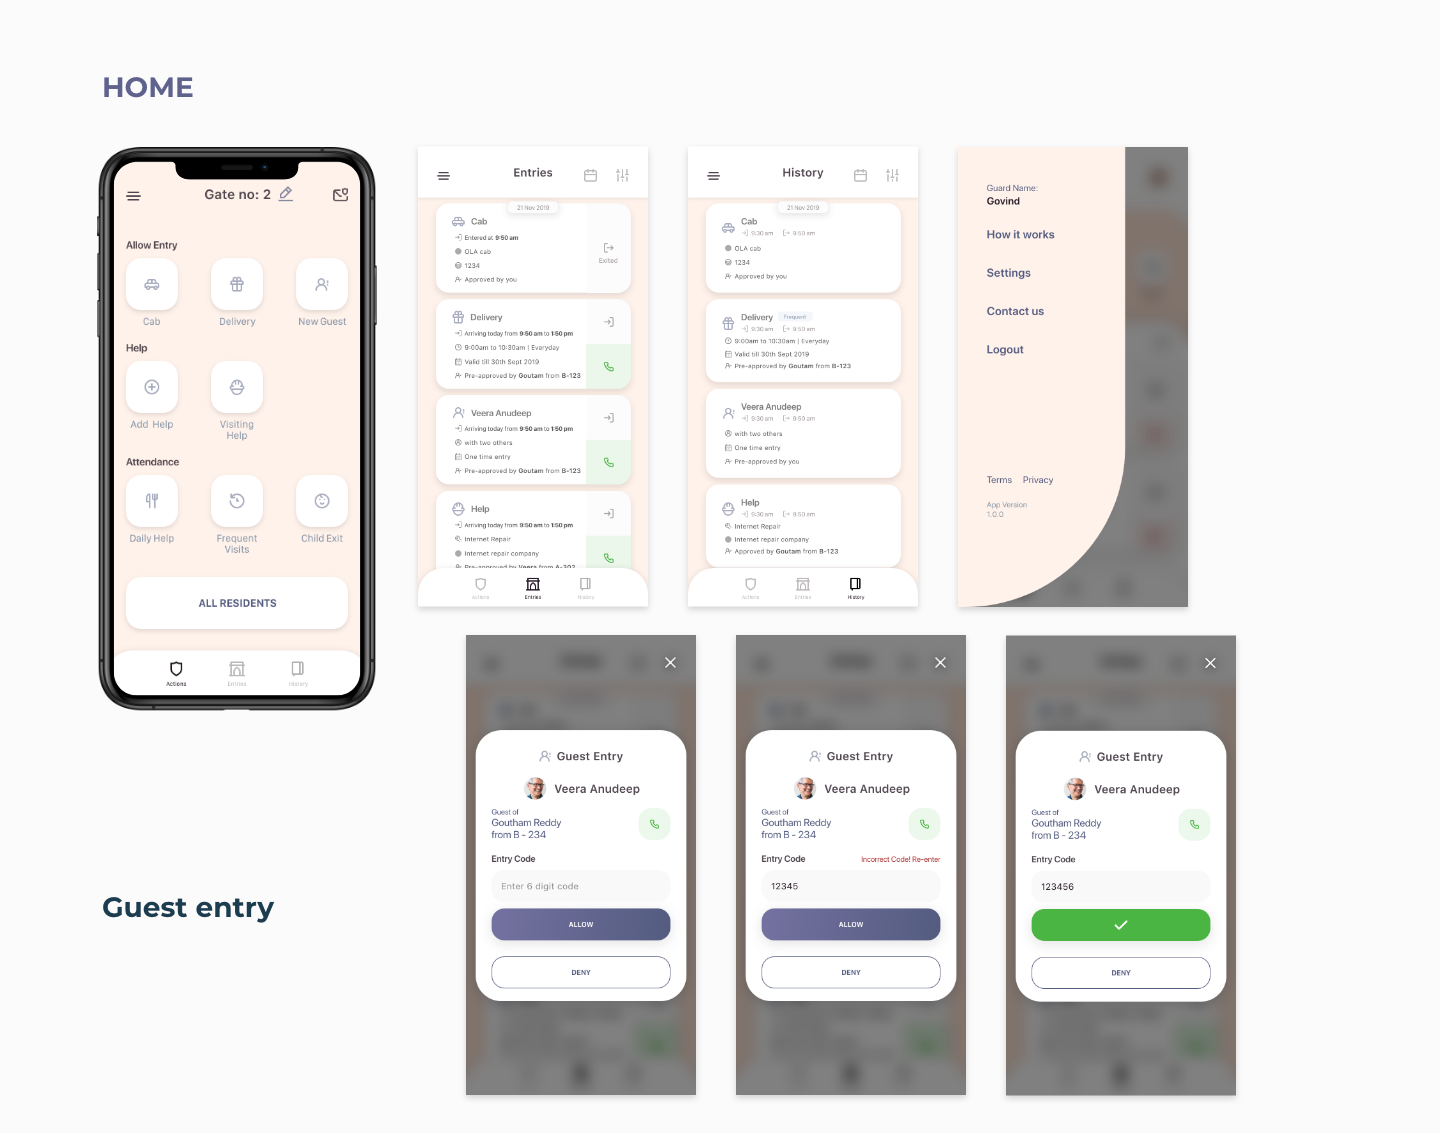 HOME
Gate no: 2
Allow Entry
Cab
Delivery
New Guest
Help
Add Help
Visiting
Help
Attendance
Daily Help
Frequent
Visits
Child Exit
ALL RESIDENTS
Actions
Entries
History
Entries
21 Nov 2019
Cab
Entered at 9:50 am
OLA cab
1234
Approved by you
Exited
Delivery
Arriving today from 9:50 am to 1:50 pm
9:00am to 10:30am | Everyday
Valid till 30th Sept 2019
Pre-approved by Goutam from B-123
Veera Anudeep
Arriving today from 9:50 am to 1:50 pm
with two others
One time entry
Pre-approved by Goutam from B-123
Help
Arriving today from 9:50 am to 1:50 pm
Internet Repair
Internet repair company
Pre-approved by Veera from A-302
Actions
Entries
History
History
21 Nov 2019
Cab
9:30 am
9:50 am
OLA cab
1234
Approved by you
Delivery
Frequent
9:30 am
9:50 am
9:00am to 10:30am | Everyday
Valid till 30th Sept 2019
Pre-approved by Goutam from B-123
Veera Anudeep
9:30 am
9:50 am
with two others
One time entry
Pre-approved by you
Help
9:30 am
9:50 am
Internet Repair
Internet repair company
Approved by Goutam from B-123
Actions
Entries
History
Guard Name:
Govind
How it works
Settings
Contact us
Logout
Terms Privacy
App Version
1.0.0
Guest entry
Guest Entry
Veera Anudeep
Guest of
Goutham Reddy
from B - 234
Entry Code
Enter 6 digit code
ALLOW
DENY
Guest Entry
Veera Anudeep
Guest of
Goutham Reddy
from B - 234
Entry Code
Incorrect Code! Re-enter
12345
ALLOW
DENY
Guest Entry
Veera Anudeep
Guest of
Goutham Reddy
from B - 234
Entry Code
123456
DENY